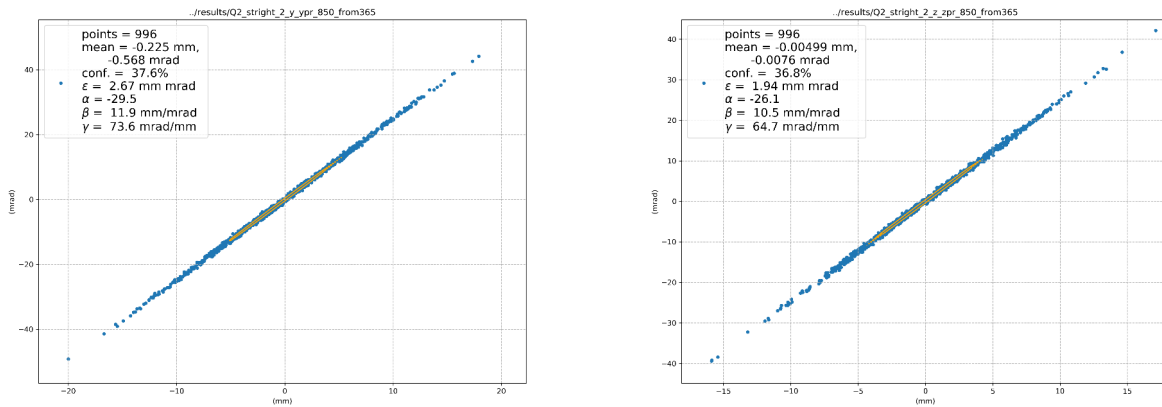 ../results/Q2_stright_2_y_ypr_850_from365
points = 996
mean = -0.225 mm,
-0.568 mrad
conf. = 37.6%
ε = 2.67 mm mrad
α = -29.5
β = 11.9 mm/mrad
γ = 73.6 mrad/mm
40
20
0
−20
−40
(mrad)
−20
−10
0
10
20
(mm)
../results/Q2_stright_2_z_zpr_850_from365
points = 996
mean = -0.00499 mm,
-0.0076 mrad
conf. = 36.8%
ε = 1.94 mm mrad
α = -26.1
β = 10.5 mm/mrad
γ = 64.7 mrad/mm
40
30
20
10
0
−10
−20
−30
−40
(mrad)
−15
−10
−5
0
5
10
15
(mm)